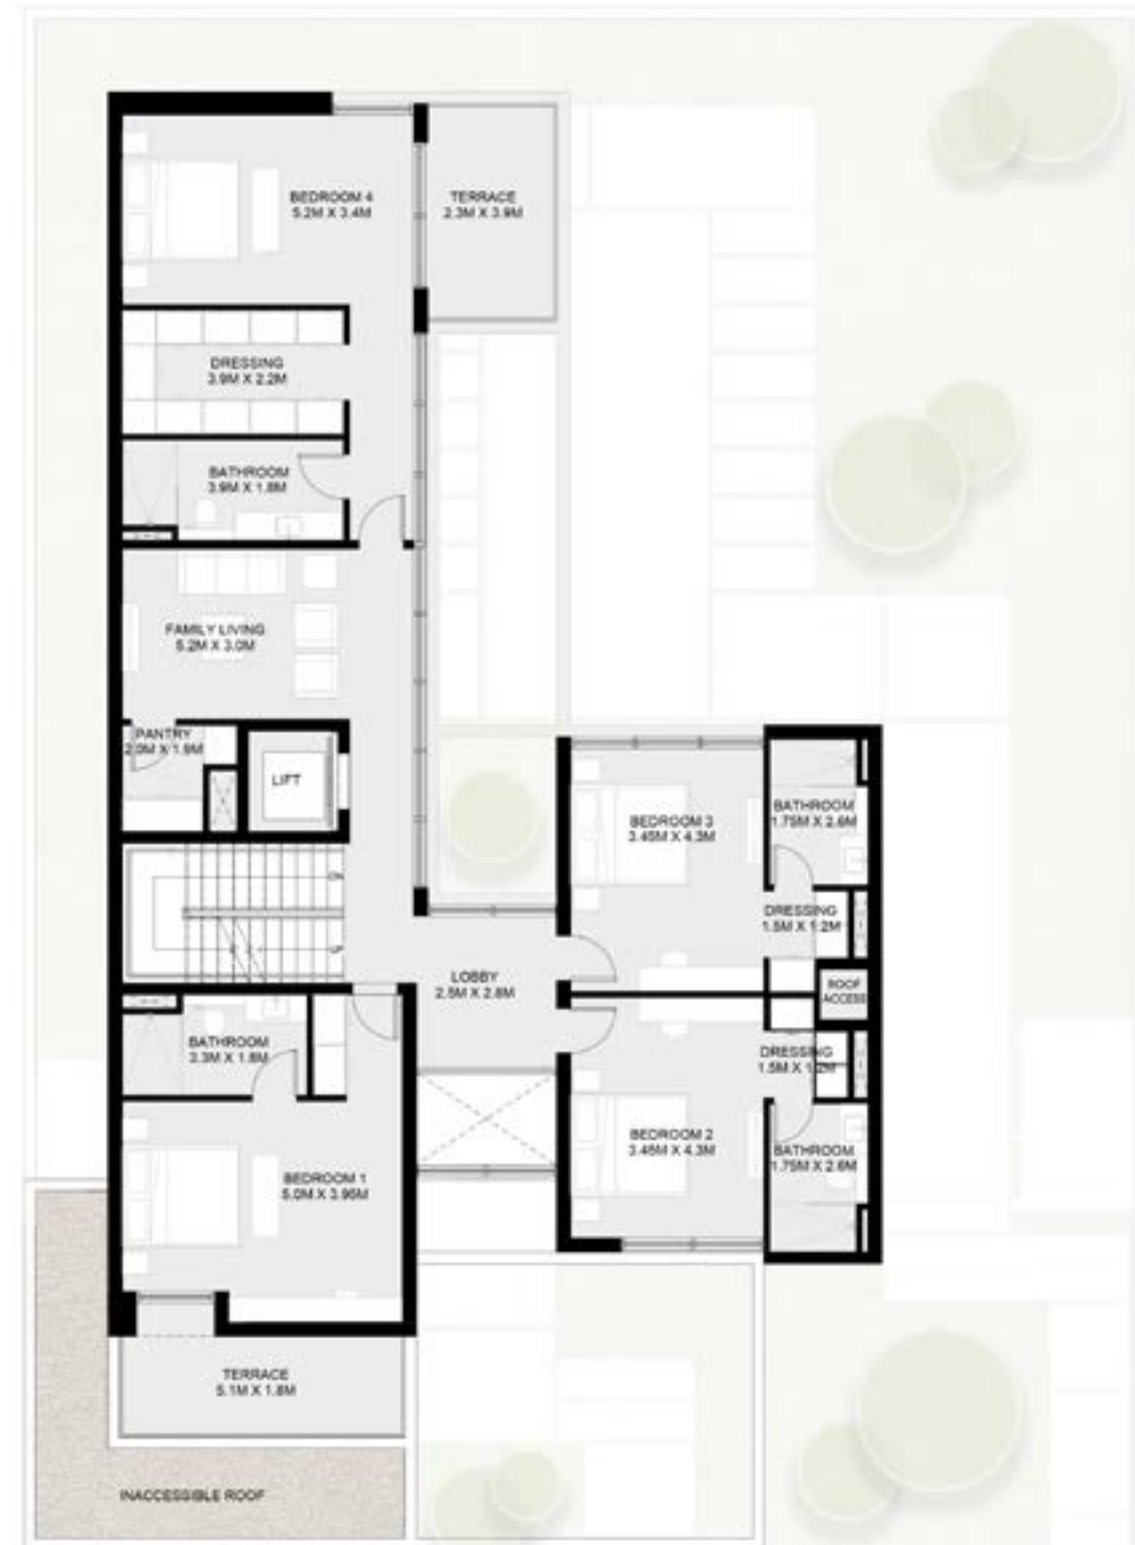 BEDROOM 4
5.2M X 3.4M
TERRACE
2.3M X 3.9M
DRESSING
3.9M X 2.2M
BATHROOM
3.9M X 1.8M
FAMILY LIVING
5.2M X 3.0M
PANTRY
2.0M X 1.9M
LIFT
BEDROOM 3
3.45M X 4.3M
BATHROOM
1.75M X 2.6M
DRESSING
1.5M X 1.2M
DN
UP
LOBBY
2.5M X 2.8M
ROOF
ACCESS
BATHROOM
3.3M X 1.8M
DRESSING
1.5M X 1.2M
BEDROOM 2
3.45M X 4.3M
BATHROOM
1.75M X 2.6M
BEDROOM 1
5.0M X 3.95M
TERRACE
5.1M X 1.8M
INACCESSIBLE ROOF